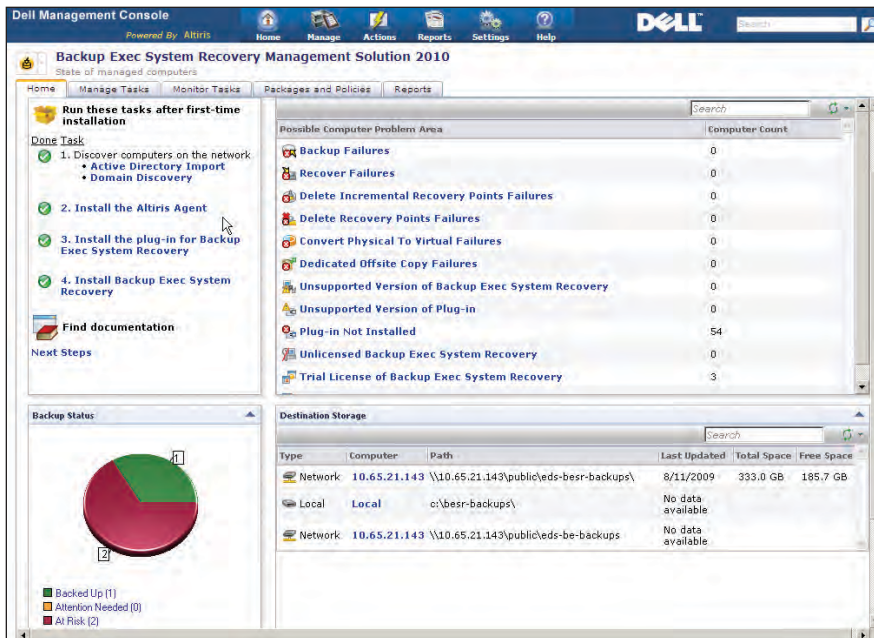 Dell Management Console
Powered By Altiris
Home Manage Actions Reports Settings Help
DELL
Search
Backup Exec System Recovery Management Solution 2010
State of managed computers
Home Manage Tasks Monitor Tasks Packages and Policies Reports
Run these tasks after first-time
installation
Done Task
1. Discover computers on the network
• Active Directory Import
• Domain Discovery
2. Install the Altiris Agent
3. Install the plug-in for Backup
Exec System Recovery
4. Install Backup Exec System
Recovery
Find documentation
Next Steps
Search
Possible Computer Problem Area Computer Count
Backup Failures 0
Recover Failures 0
Delete Incremental Recovery Points Failures 0
Delete Recovery Points Failures 0
Convert Physical To Virtual Failures 0
Dedicated Offsite Copy Failures 0
Unsupported Version of Backup Exec System Recovery 0
Unsupported Version of Plug-in 0
Plug-in Not Installed 54
Unlicensed Backup Exec System Recovery 0
Trial License of Backup Exec System Recovery 3
Backup Status
1
2
Backed Up (1)
Attention Needed (0)
At Risk (2)
Destination Storage
Search
Type Computer Path Last Updated Total Space Free Space
Network 10.65.21.143 \\10.65.21.143\public\eds-besr-backups\ 8/11/2009 333.0 GB 185.7 GB
Local Local c:\besr-backups\ No data
available
Network 10.65.21.143 \\10.65.21.143\public\eds-be-backups No data
available